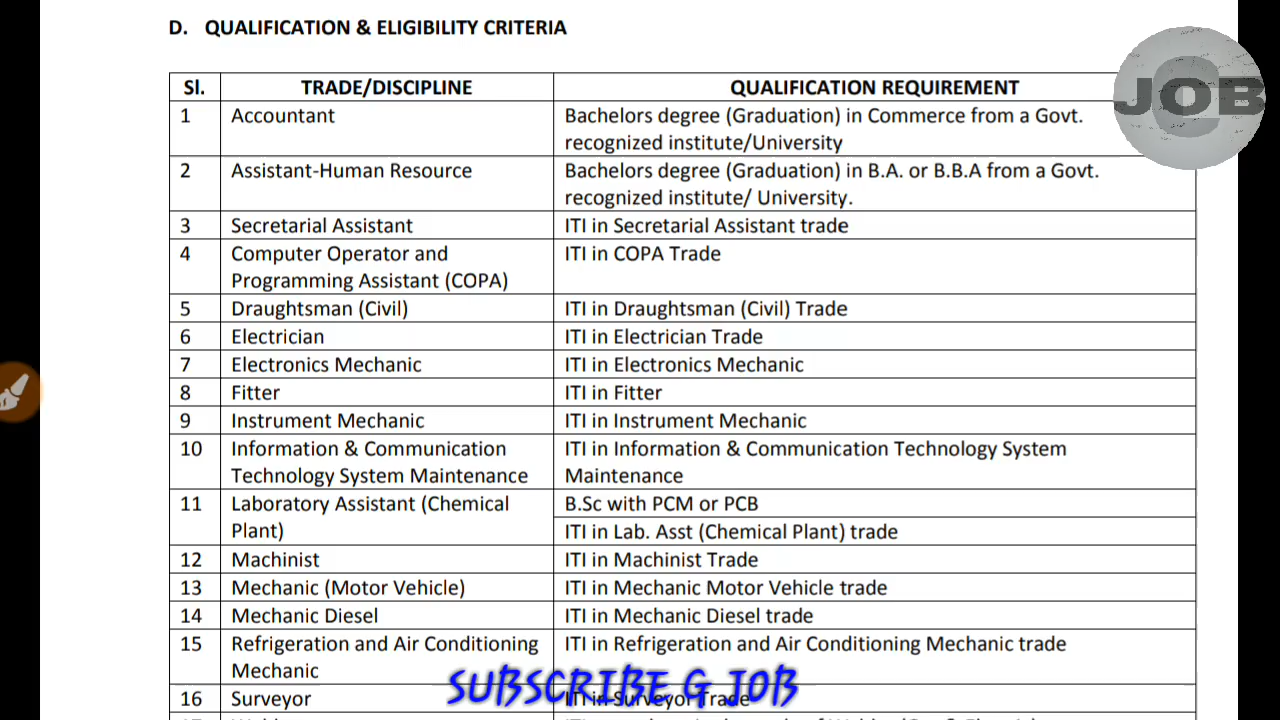 D. QUALIFICATION & ELIGIBILITY CRITERIA
JOB
Sl. TRADE/DISCIPLINE QUALIFICATION REQUIREMENT
1 Accountant Bachelors degree (Graduation) in Commerce from a Govt.
recognized institute/University
2 Assistant-Human Resource Bachelors degree (Graduation) in B.A. or B.B.A from a Govt.
recognized institute/ University.
3 Secretarial Assistant ITI in Secretarial Assistant trade
4 Computer Operator and ITI in COPA Trade
Programming Assistant (COPA)
5 Draughtsman (Civil) ITI in Draughtsman (Civil) Trade
6 Electrician ITI in Electrician Trade
7 Electronics Mechanic ITI in Electronics Mechanic
8 Fitter ITI in Fitter
9 Instrument Mechanic ITI in Instrument Mechanic
10 Information & Communication ITI in Information & Communication Technology System
Technology System Maintenance Maintenance
11 Laboratory Assistant (Chemical B.Sc with PCM or PCB
Plant) ITI in Lab. Asst (Chemical Plant) trade
12 Machinist ITI in Machinist Trade
13 Mechanic (Motor Vehicle) ITI in Mechanic Motor Vehicle trade
14 Mechanic Diesel ITI in Mechanic Diesel trade
15 Refrigeration and Air Conditioning ITI in Refrigeration and Air Conditioning Mechanic trade
Mechanic
SUBSCRIBE G JOB
16 Surveyor ITI in Surveyor Trade